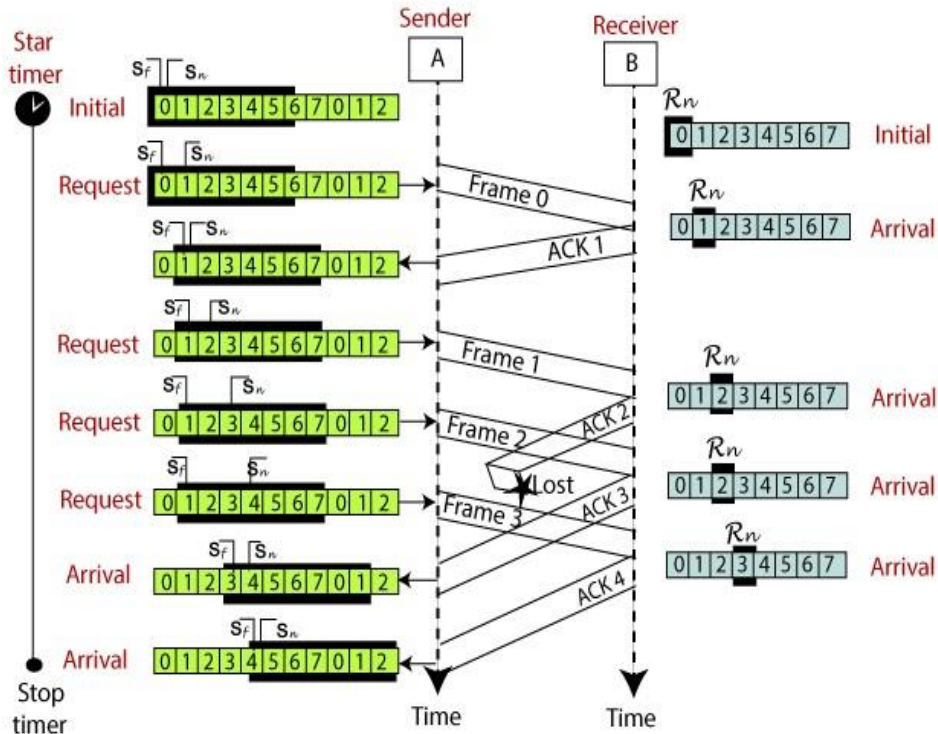 Sender
Receiver
Star
timer
A
B
Sf Sn
Initial
0 1 2 3 4 5 6 7 0 1 2
Rn
0 1 2 3 4 5 6 7
Initial
Sf Sn
Request
0 1 2 3 4 5 6 7 0 1 2
Frame 0
Rn
0 1 2 3 4 5 6 7
Arrival
Sf Sn
0 1 2 3 4 5 6 7 0 1 2
ACK 1
Sf Sn
Request
0 1 2 3 4 5 6 7 0 1 2
Frame 1
Rn
0 1 2 3 4 5 6 7
Arrival
Sf Sn
Request
0 1 2 3 4 5 6 7 0 1 2
Frame 2
ACK 2
Rn
0 1 2 3 4 5 6 7
Arrival
Sf Sn
Request
0 1 2 3 4 5 6 7 0 1 2
Lost
Frame 3
ACK 3
Rn
0 1 2 3 4 5 6 7
Arrival
Sf Sn
Arrival
0 1 2 3 4 5 6 7 0 1 2
ACK 4
Sf Sn
Arrival
0 1 2 3 4 5 6 7 0 1 2
Stop
timer
Time
Time